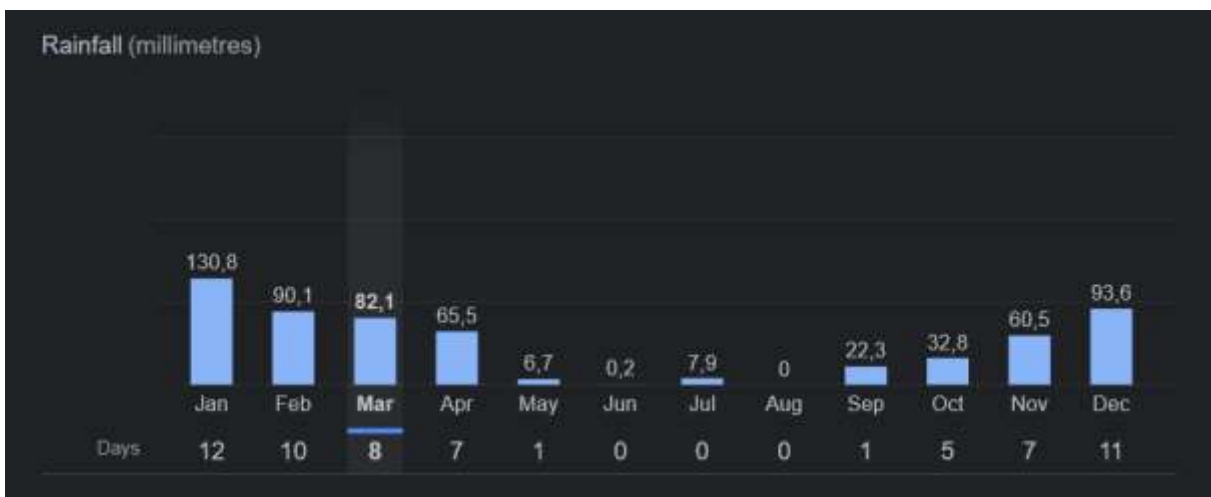 Rainfall (millimetres)
130,8 90,1 82,1 65,5 6,7 0,2 7,9 0 22,3 32,8 60,5 93,6
Jan Feb Mar Apr May Jun Jul Aug Sep Oct Nov Dec
Days 12 10 8 7 1 0 0 0 1 5 7 11